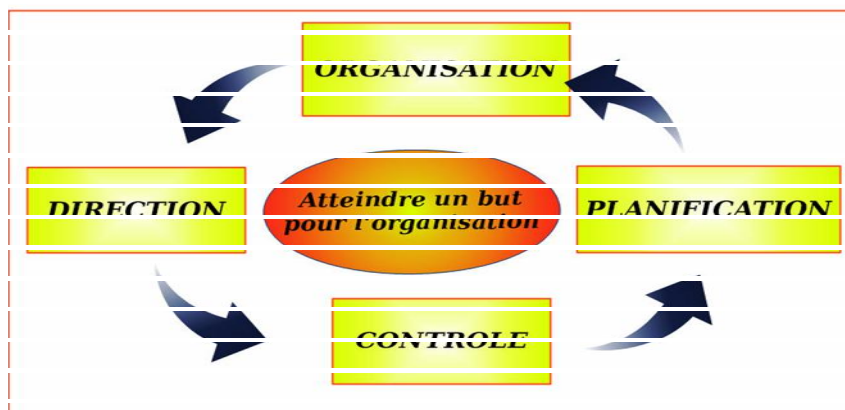 ORGANISATION
DIRECTION
Atteindre un but
pour l'organisation
PLANIFICATION
CONTROLE